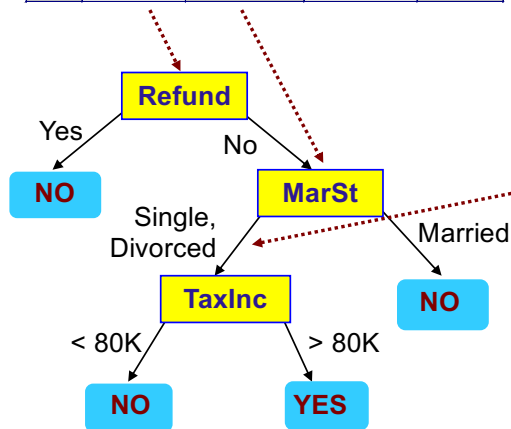 Refund
Yes
No
NO
MarSt
Single,
Divorced
Married
TaxInc
NO
< 80K
> 80K
NO
YES